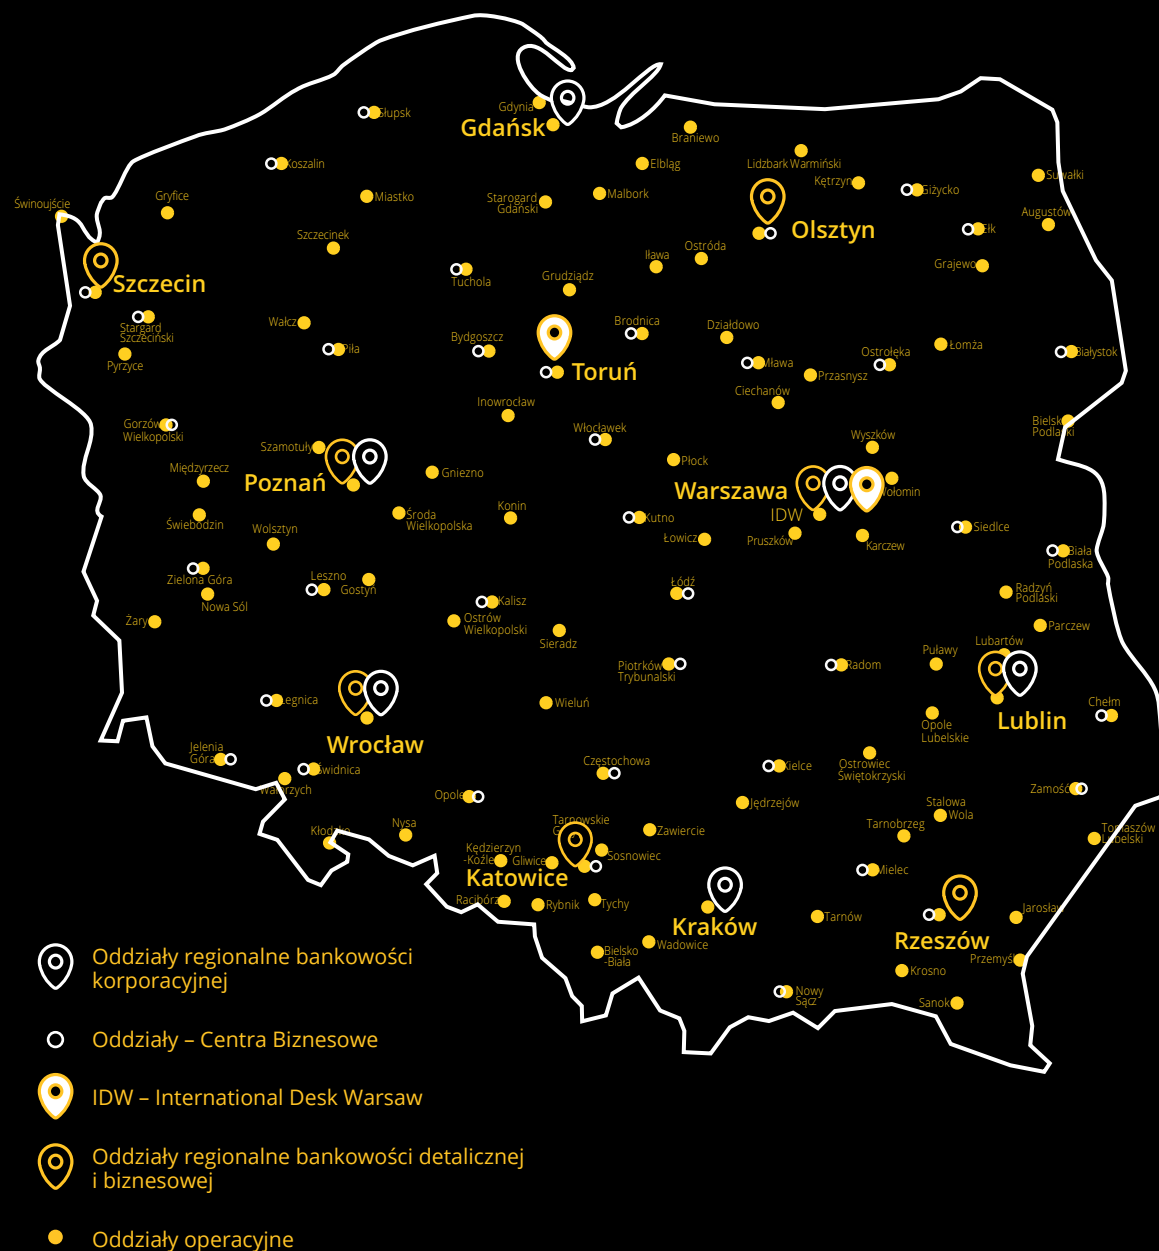 Gdynia
Słupsk
Gdańsk
Braniewo
Koszalin
Elbląg
Lidzbark Warmiński
Suwałki
Kętrzyn
Giżycko
Gryfice
Miastko
Malbork
Starogard
Gdański
Świnoujście
Augustów
Olsztyn
Ełk
Szczecinek
Ostróda
Iława
Grajewo
Tuchola
Grudziądz
Szczecin
Stargard
Szczeciński
Wałcz
Brodnica
Działdowo
Piła
Bydgoszcz
Łomża
Ostrołęka
Białystok
Pyrzyce
Toruń
Mława
Przasnysz
Ciechanów
Inowrocław
Gorzów
Wielkopolski
Włocławek
Bielsk
Podlaski
Szamotuły
Wyszków
Międzyrzecz
Gniezno
Płock
Poznań
Warszawa
Wołomin
Konin
Środa
Wielkopolska
IDW
Kutno
Świebodzin
Wolsztyn
Siedlce
Łowicz
Pruszków
Karczew
Biała
Podlaska
Zielona Góra
Leszno
Gostyń
Łódź
Nowa Sól
Kalisz
Radzyń
Podlaski
Żary
Ostrów
Wielkopolski
Parczew
Sieradz
Lubartów
Piotrków
Trybunalski
Radom
Puławy
Legnica
Wieluń
Chełm
Lublin
Opole
Lubelskie
Wrocław
Jelenia
Góra
Świdnica
Częstochowa
Kielce
Ostrowiec
Świętokrzyski
Wałbrzych
Opole
Zamość
Jędrzejów
Stalowa
Wola
Kłodzko
Nysa
Tarnowskie
Zawiercie
Tarnobrzeg
Tomaszów
Lubelski
Kędzierzyn
-Koźle
Gliwice
Sosnowiec
Katowice
Mielec
Racibórz
Rybnik
Tychy
Kraków
Tarnów
Jarosław
Rzeszów
Bielsko
-Biała
Wadowice
Przemyśl
Krosno
Nowy
Sącz
Sanok
Oddziały regionalne bankowości
korporacyjnej
Oddziały – Centra Biznesowe
IDW – International Desk Warsaw
Oddziały regionalne bankowości detalicznej
i biznesowej
Oddziały operacyjne